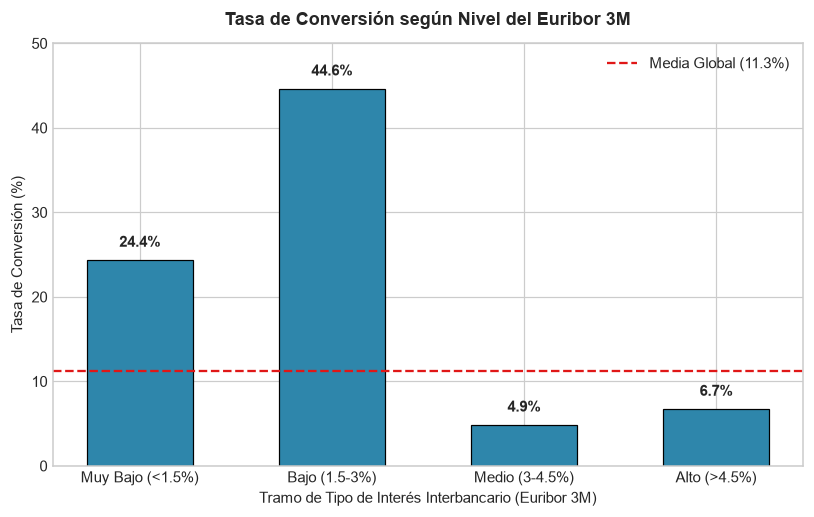 Tasa de Conversión según Nivel del Euribor 3M
Media Global (11.3%)
Tasa de Conversión (%)
50
40
30
20
10
0
24.4%
44.6%
4.9%
6.7%
Muy Bajo (<1.5%)
Bajo (1.5-3%)
Medio (3-4.5%)
Alto (>4.5%)
Tramo de Tipo de Interés Interbancario (Euribor 3M)